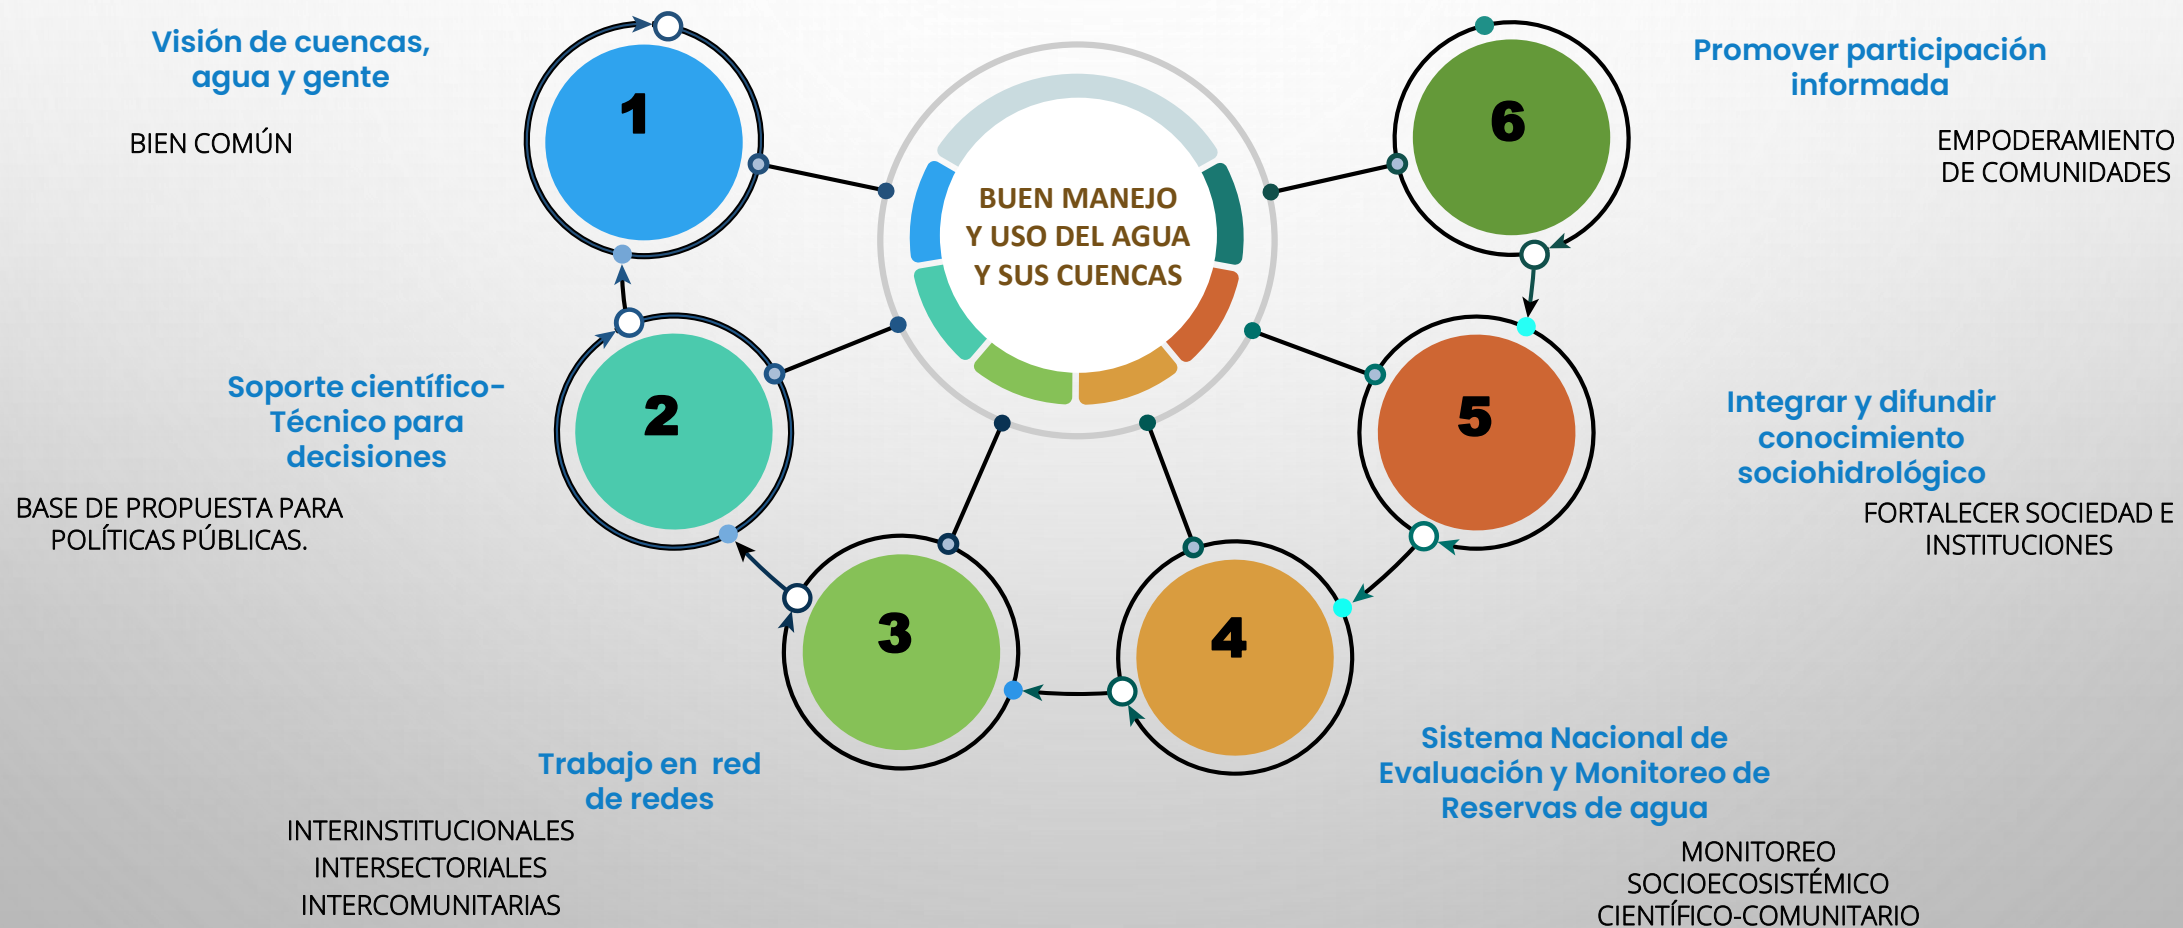 Visión de cuencas,
agua y gente
BIEN COMÚN
1
BUEN MANEJO
Y USO DEL AGUA
Y SUS CUENCAS
6
Promover participación
informada
EMPODERAMIENTO
DE COMUNIDADES
Soporte científico-
Técnico para
decisiones
BASE DE PROPUESTA PARA
POLÍTICAS PÚBLICAS.
2
5
Integrar y difundir
conocimiento
sociohidrológico
FORTALECER SOCIEDAD E
INSTITUCIONES
3
Trabajo en  red
de redes
INTERINSTITUCIONALES
INTERSECTORIALES
INTERCOMUNITARIAS
4
Sistema Nacional de
Evaluación y Monitoreo de
Reservas de agua
MONITOREO
SOCIOECOSISTÉMICO
CIENTÍFICO-COMUNITARIO